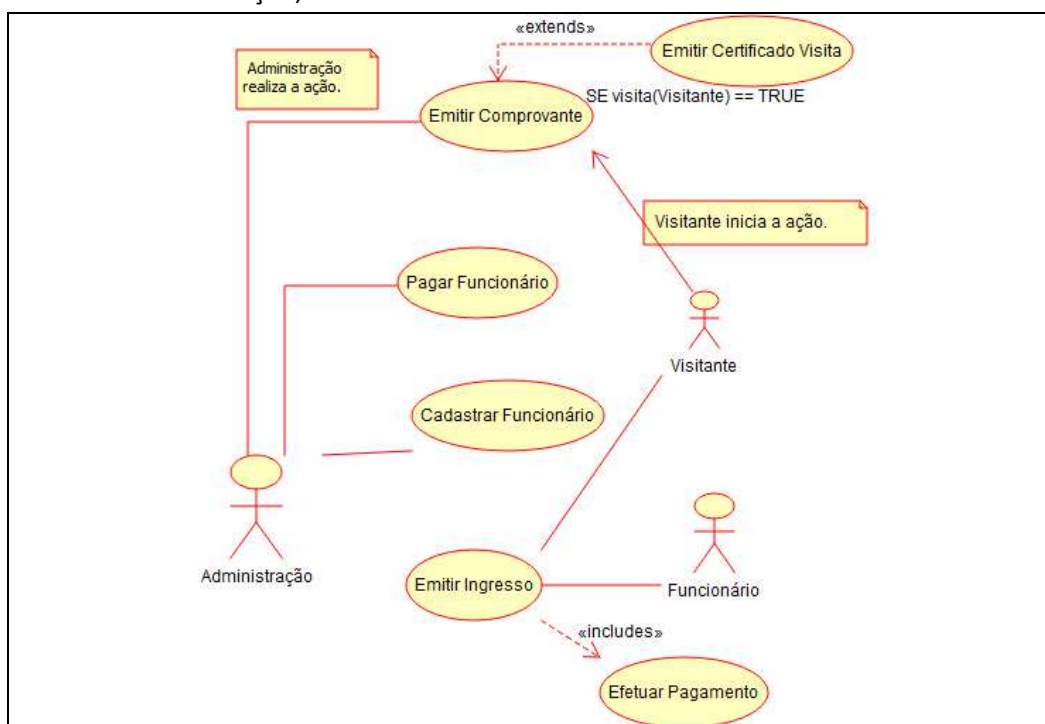 «extends»
Emitir Certificado Visita
Administração
realiza a ação.
SE visita(Visitante) == TRUE
Emitir Comprovante
Visitante inicia a ação.
Pagar Funcionário
Visitante
Cadastrar Funcionário
Administração
Emitir Ingresso
Funcionário
«includes»
Efetuar Pagamento